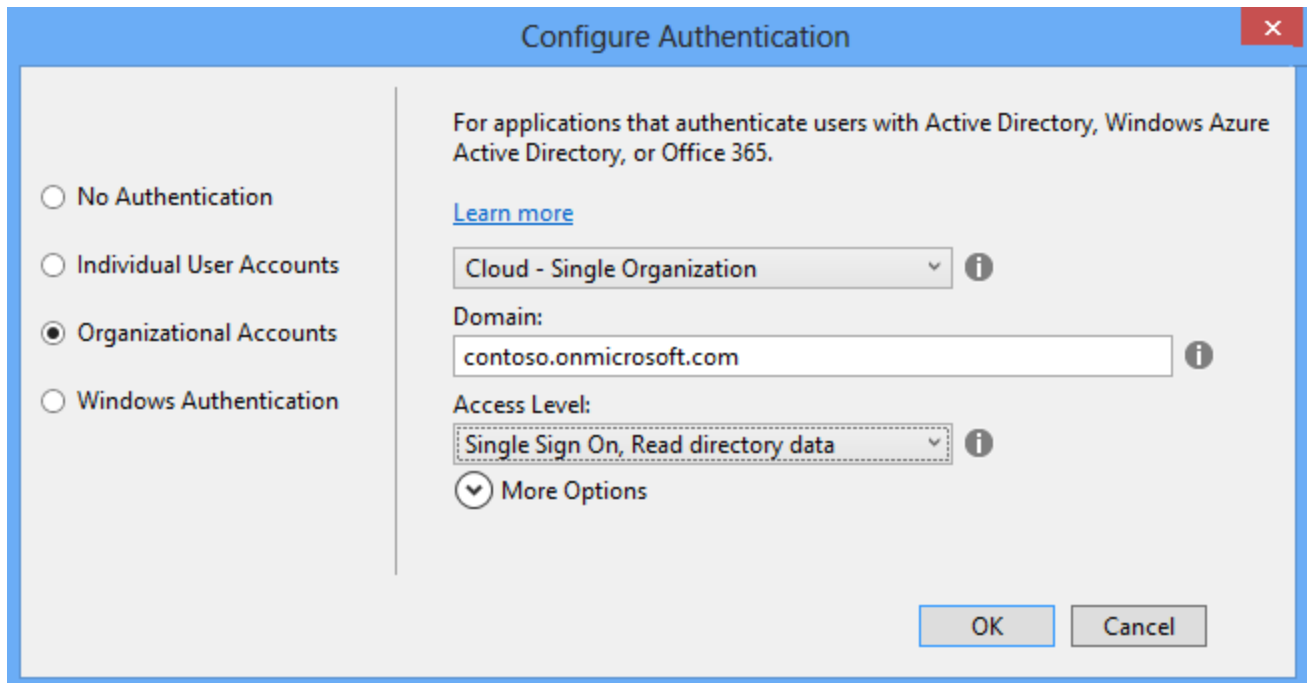 Configure Authentication
No Authentication
Individual User Accounts
Organizational Accounts
Windows Authentication
For applications that authenticate users with Active Directory, Windows Azure
Active Directory, or Office 365.
Learn more
Cloud - Single Organization
Domain:
contoso.onmicrosoft.com
Access Level:
Single Sign On, Read directory data
More Options
OK
Cancel